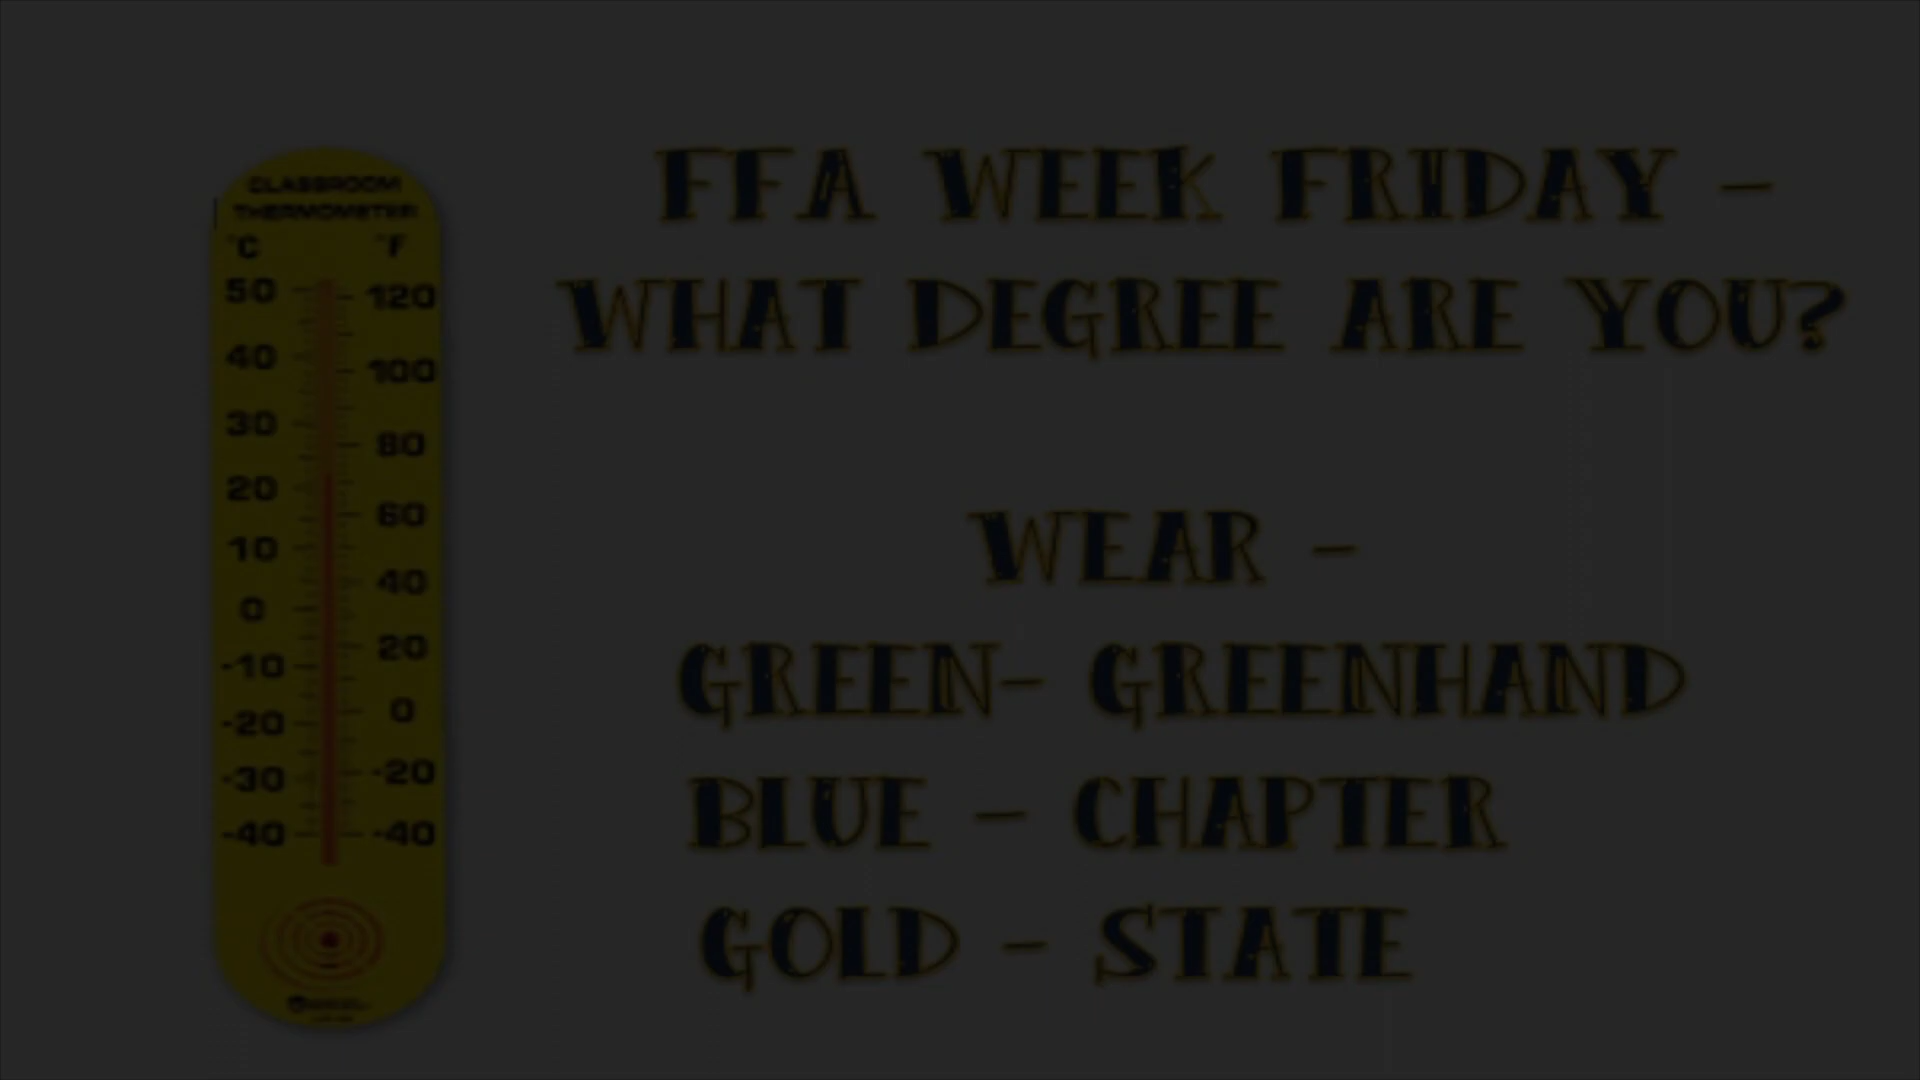 CLASSROOM
THERMOMETER
°C °F
50 120
40 100
30 80
20 60
10 40
0 20
-10 0
-20 -20
-30 -40
-40
FFA WEEK FRIDAY -
WHAT DEGREE ARE YOU?
WEAR -
GREEN- GREENHAND
BLUE - CHAPTER
GOLD - STATE